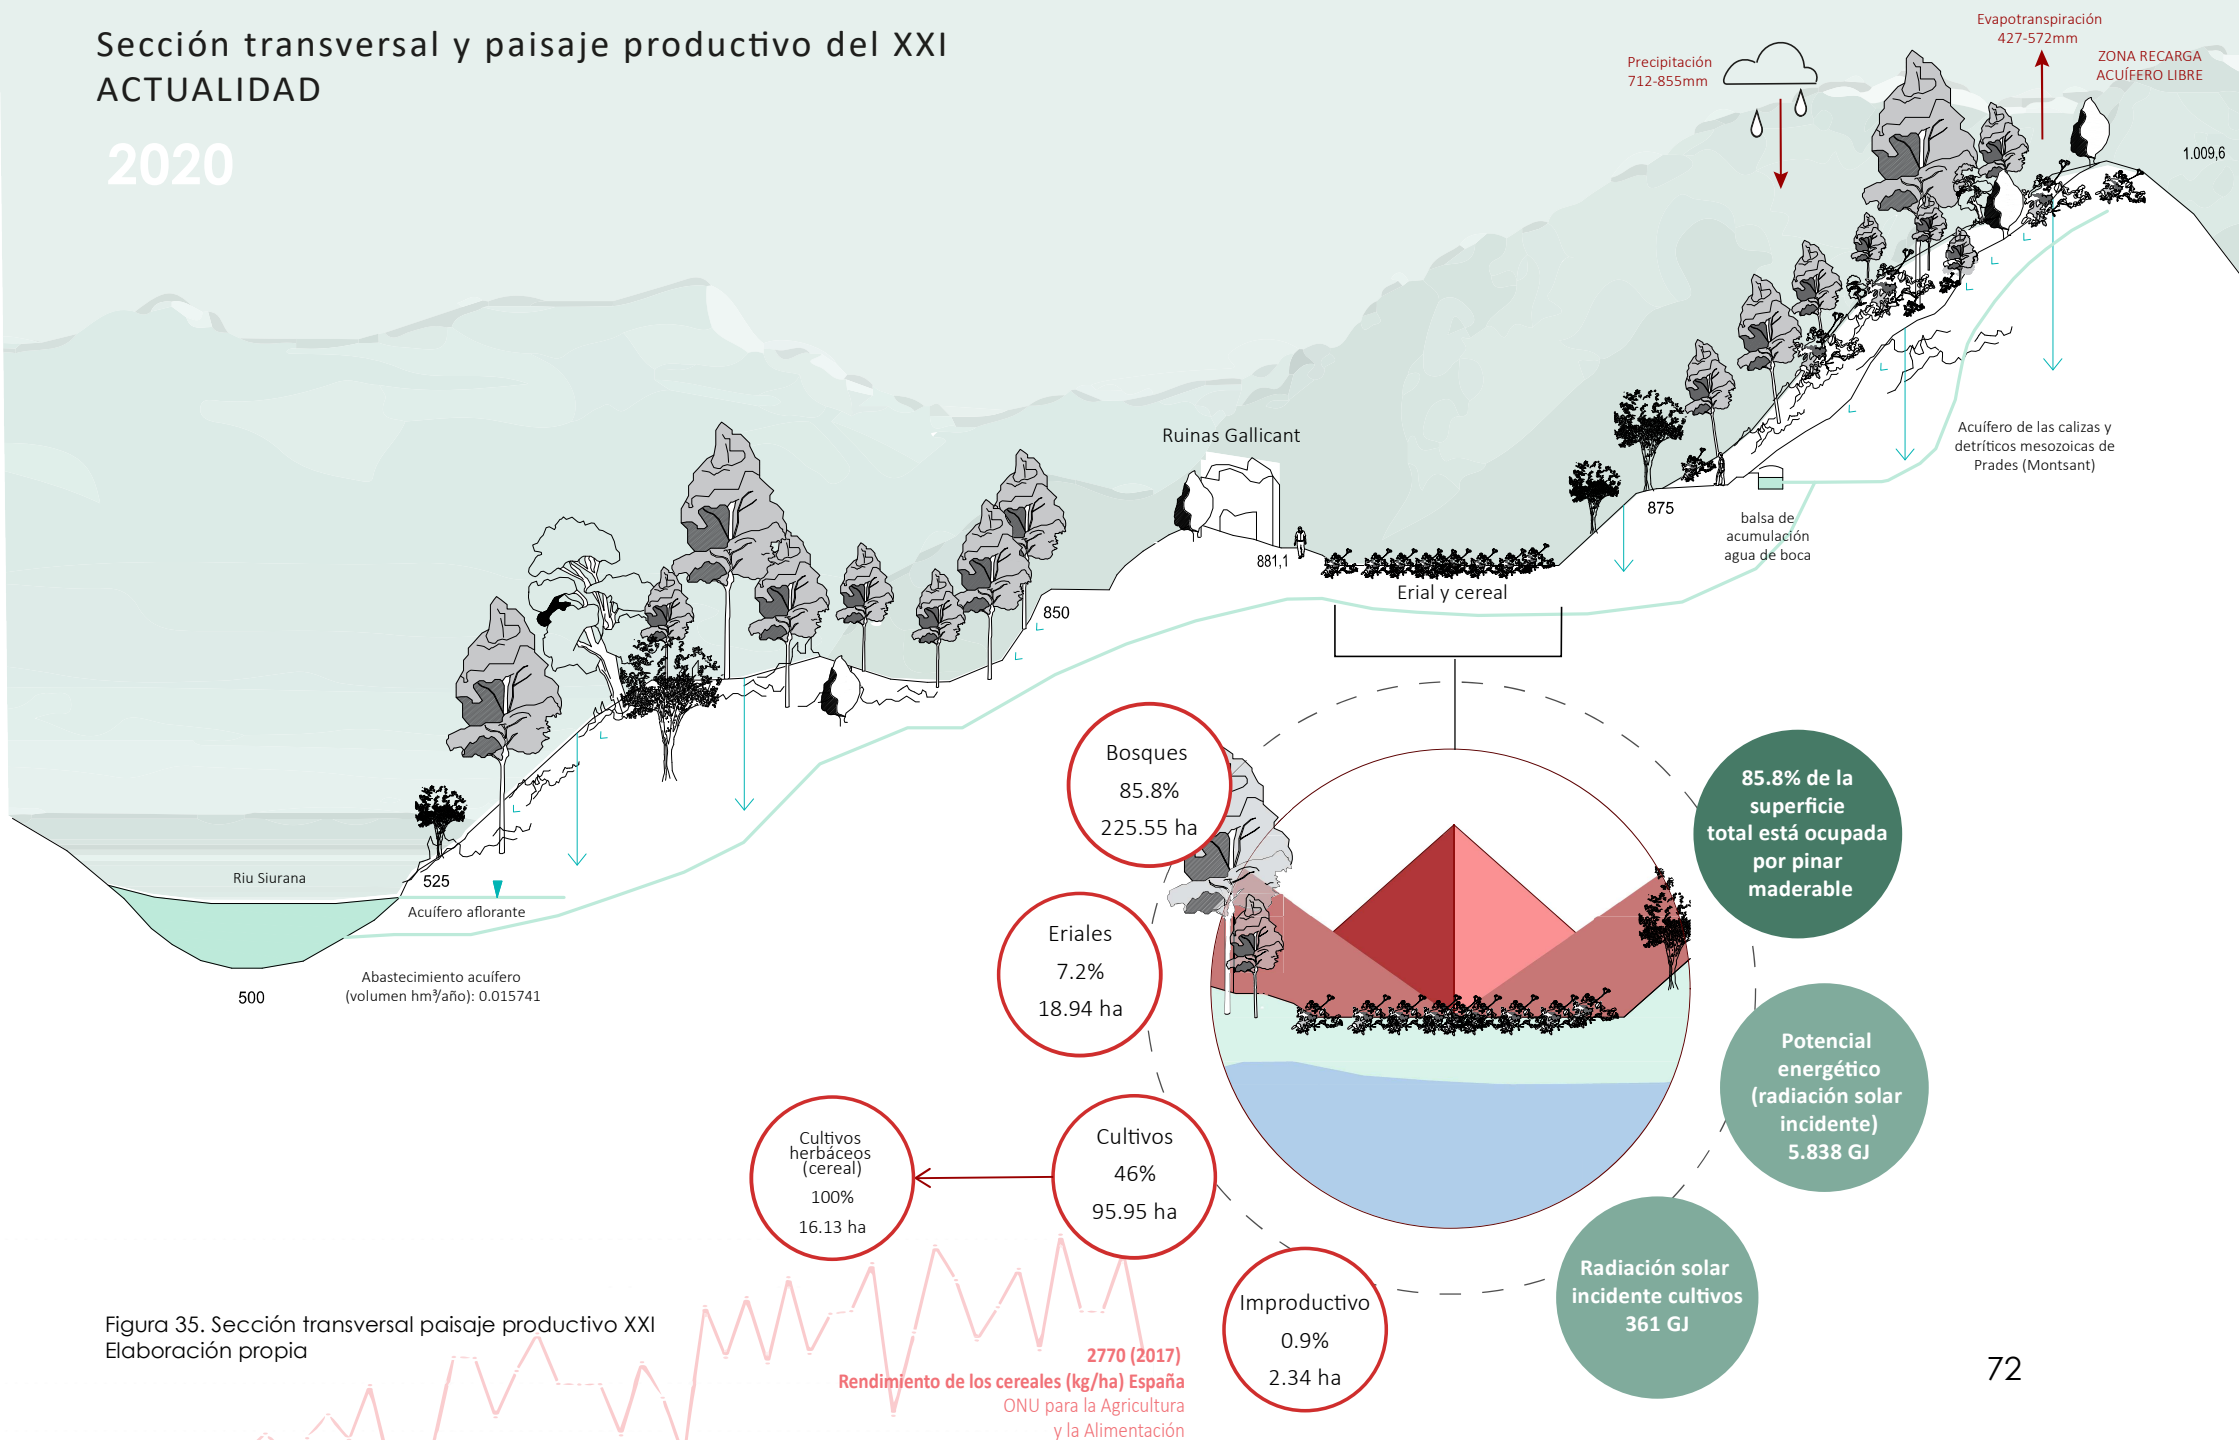 Sección transversal y paisaje productivo del XXI
ACTUALIDAD
2020
Precipitación
712-855mm
Evapotranspiración
427-572mm
ZONA RECARGA
ACUÍFERO LIBRE
1.009,6
Ruinas Gallicant
881,1
Erial y cereal
875
balsa de
acumulación
agua de boca
Acuífero de las calizas y
detríticos mesozoicas de
Prades (Montsant)
850
Riu Siurana
525
Acuífero aflorante
500
Abastecimiento acuífero
(volumen hm³/año): 0.015741
Bosques
85.8%
225.55 ha
Eriales
7.2%
18.94 ha
Cultivos
46%
95.95 ha
Cultivos
herbáceos
(cereal)
100%
16.13 ha
Improductivo
0.9%
2.34 ha
85.8% de la
superficie
total está ocupada
por pinar
maderable
Potencial
energético
(radiación solar
incidente)
5.838 GJ
Radiación solar
incidente cultivos
361 GJ
Figura 35. Sección transversal paisaje productivo XXI
Elaboración propia
2770 (2017)
Rendimiento de los cereales (kg/ha) España
ONU para la Agricultura
y la Alimentación
72